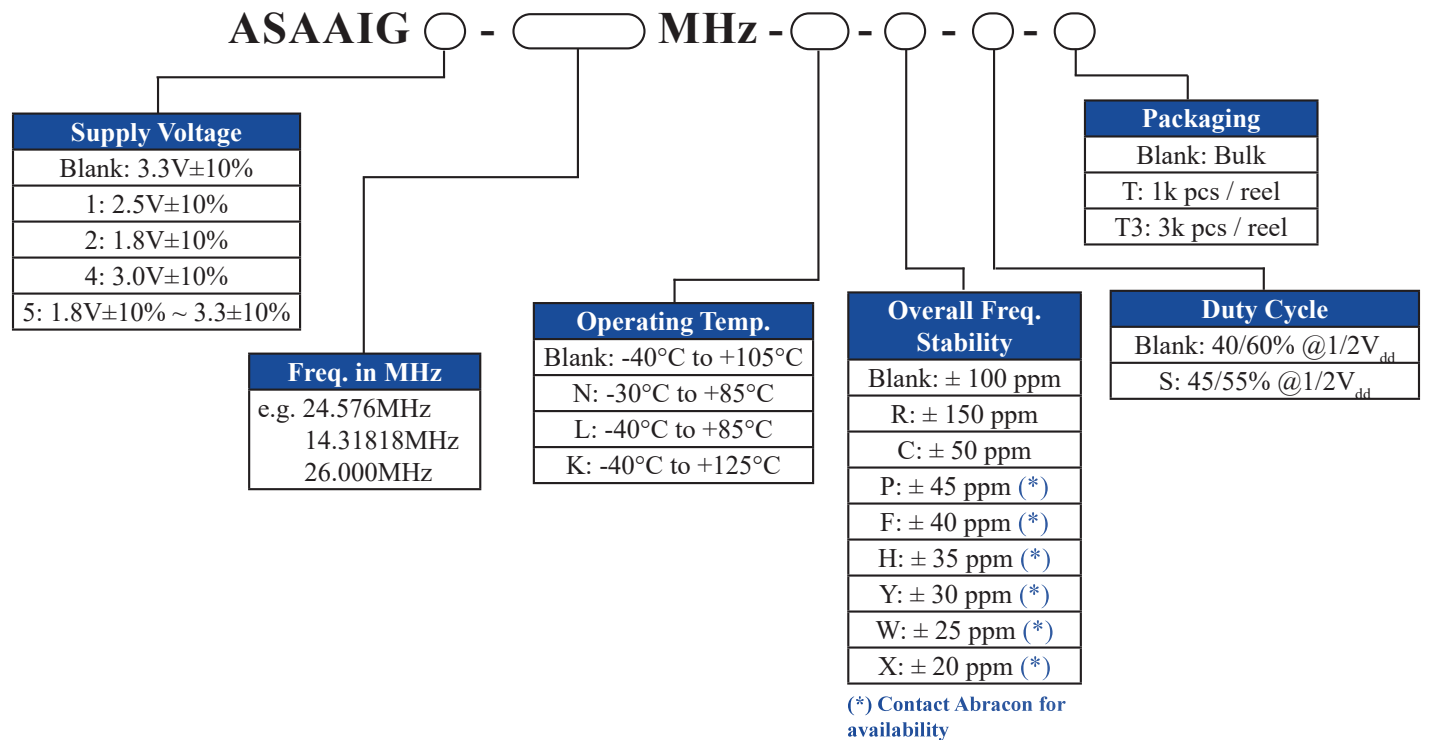 ASAAIG - MHz - - - -
Supply Voltage
Blank: 3.3V±10%
1: 2.5V±10%
2: 1.8V±10%
4: 3.0V±10%
5: 1.8V±10% ~ 3.3±10%
Freq. in MHz
e.g. 24.576MHz
14.31818MHz
26.000MHz
Operating Temp.
Blank: -40°C to +105°C
N: -30°C to +85°C
L: -40°C to +85°C
K: -40°C to +125°C
Overall Freq.
Stability
Blank: ± 100 ppm
R: ± 150 ppm
C: ± 50 ppm
P: ± 45 ppm (*)
F: ± 40 ppm (*)
H: ± 35 ppm (*)
Y: ± 30 ppm (*)
W: ± 25 ppm (*)
X: ± 20 ppm (*)
(*) Contact Abracon for
availability
Duty Cycle
Blank: 40/60% @1/2Vdd
S: 45/55% @1/2Vdd
Packaging
Blank: Bulk
T: 1k pcs / reel
T3: 3k pcs / reel